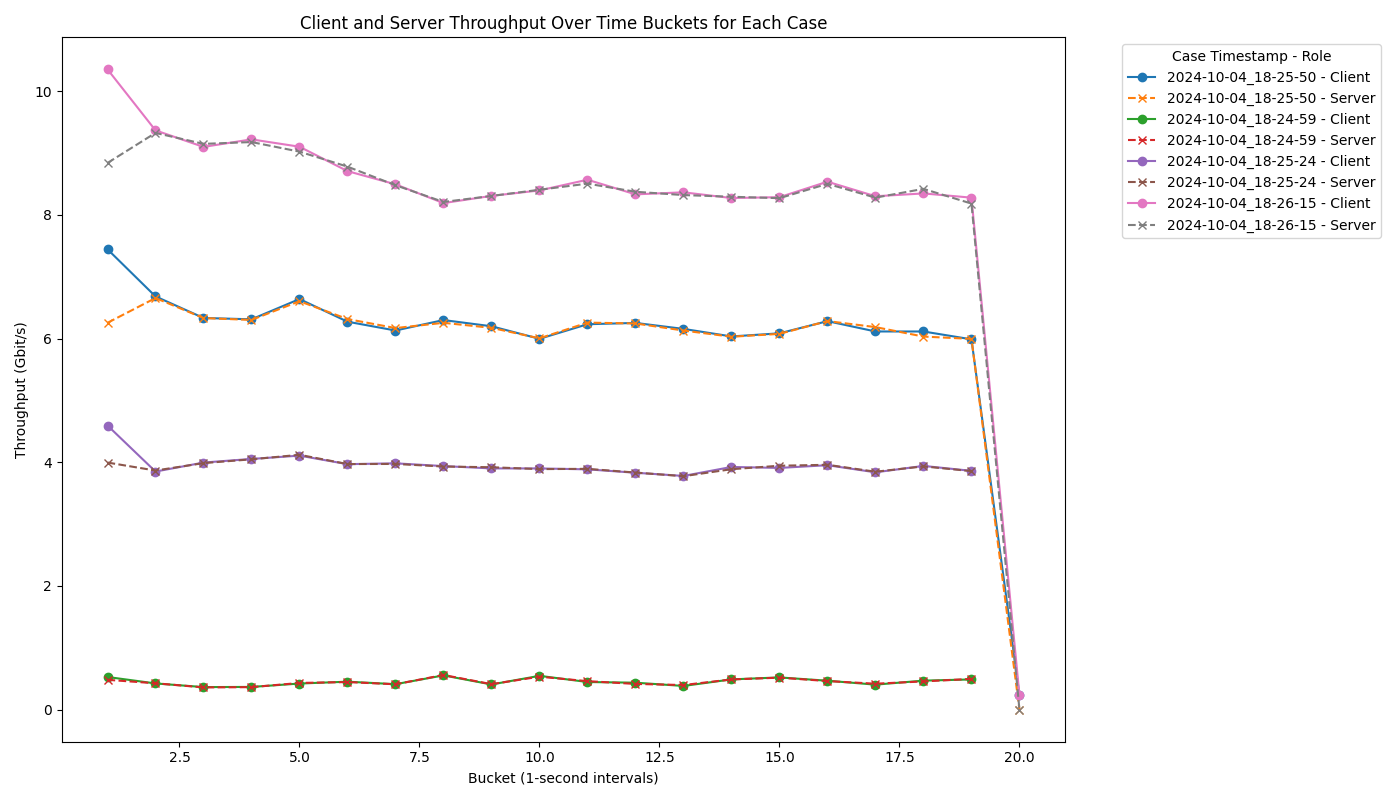 Client and Server Throughput Over Time Buckets for Each Case
Throughput (Gbit/s)
10
8
6
4
2
0
2.5 5.0 7.5 10.0 12.5 15.0 17.5 20.0
Bucket (1-second intervals)
Case Timestamp - Role
2024-10-04_18-25-50 - Client
2024-10-04_18-25-50 - Server
2024-10-04_18-24-59 - Client
2024-10-04_18-24-59 - Server
2024-10-04_18-25-24 - Client
2024-10-04_18-25-24 - Server
2024-10-04_18-26-15 - Client
2024-10-04_18-26-15 - Server